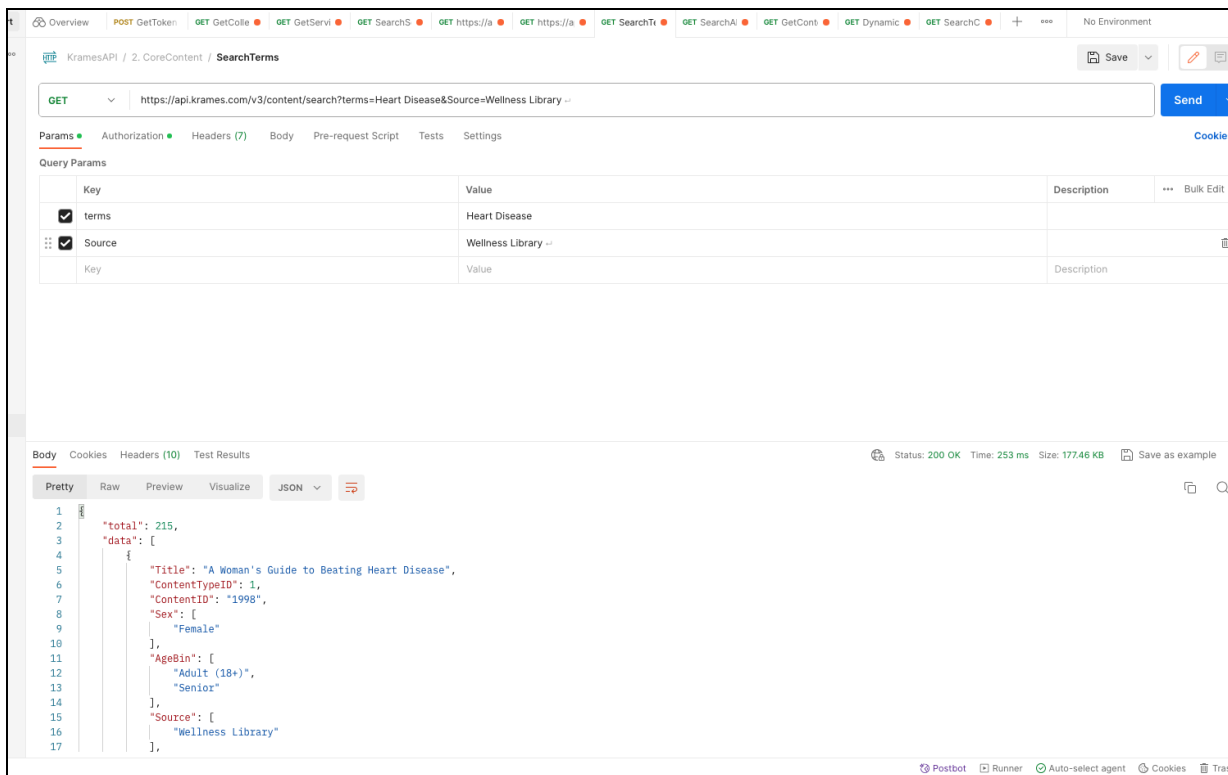 rt
Overview POST GetToken GET GetColle GET GetServi GET SearchS GET https://a GET https://a GET SearchTe GET SearchAl GET GetConte GET Dynamic GET SearchC + ooo No Environment
HTTP KramesAPI / 2. CoreContent / SearchTerms Save
GET https://api.krames.com/v3/content/search?terms=Heart Disease&Source=Wellness Library ↵ Send
Params Authorization Headers (7) Body Pre-request Script Tests Settings Cookie
Query Params
Key Value Description ••• Bulk Edit
terms Heart Disease
Source Wellness Library ↵
Key Value Description
Body Cookies Headers (10) Test Results Status: 200 OK Time: 253 ms Size: 177.46 KB Save as example
Pretty Raw Preview Visualize JSON
1 {
2 "total": 215,
3 "data": [
4 {
5 "Title": "A Woman's Guide to Beating Heart Disease",
6 "ContentTypeID": 1,
7 "ContentID": "1998",
8 "Sex": [
9 "Female"
10 ],
11 "AgeBin": [
12 "Adult (18+)",
13 "Senior"
14 ],
15 "Source": [
16 "Wellness Library"
17 ],
Postbot Runner Auto-select agent Cookies Tra